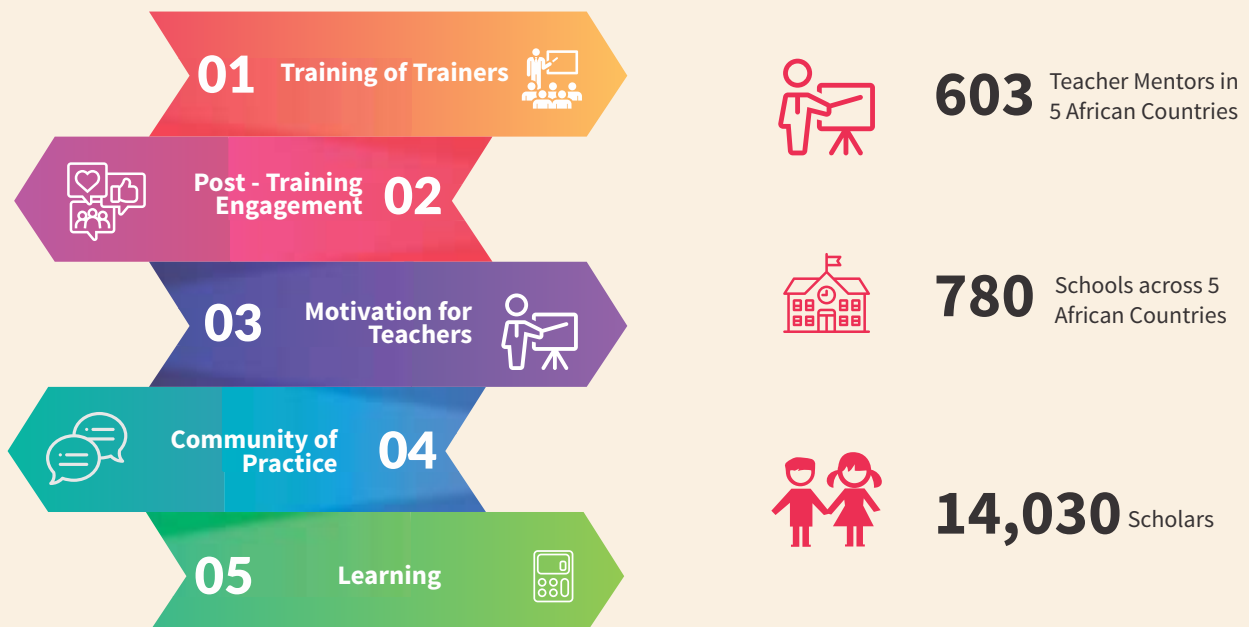 01 Training of Trainers
Post - Training
Engagement 02
03 Motivation for
Teachers
Community of
Practice 04
05 Learning
603 Teacher Mentors in
5 African Countries
780 Schools across 5
African Countries
14,030 Scholars